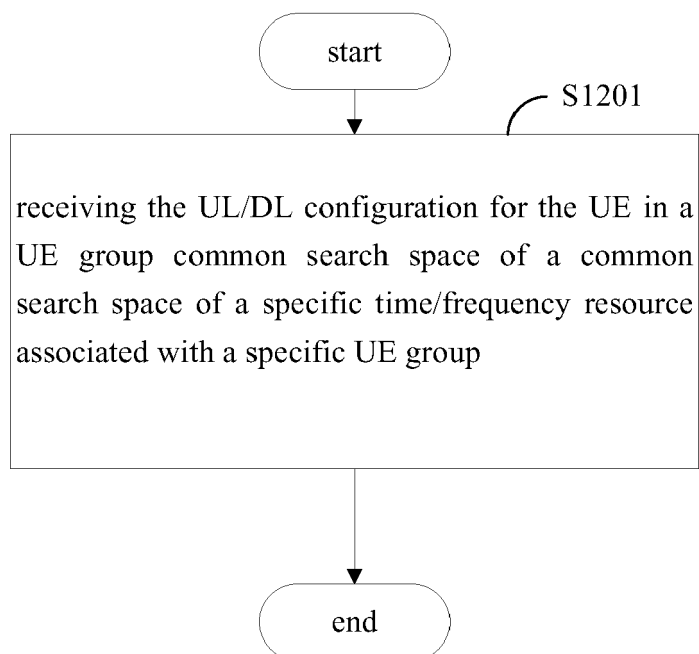 start
S1201
receiving the UL/DL configuration for the UE in a
UE group common search space of a common
search space of a specific time/frequency resource
associated with a specific UE group
end